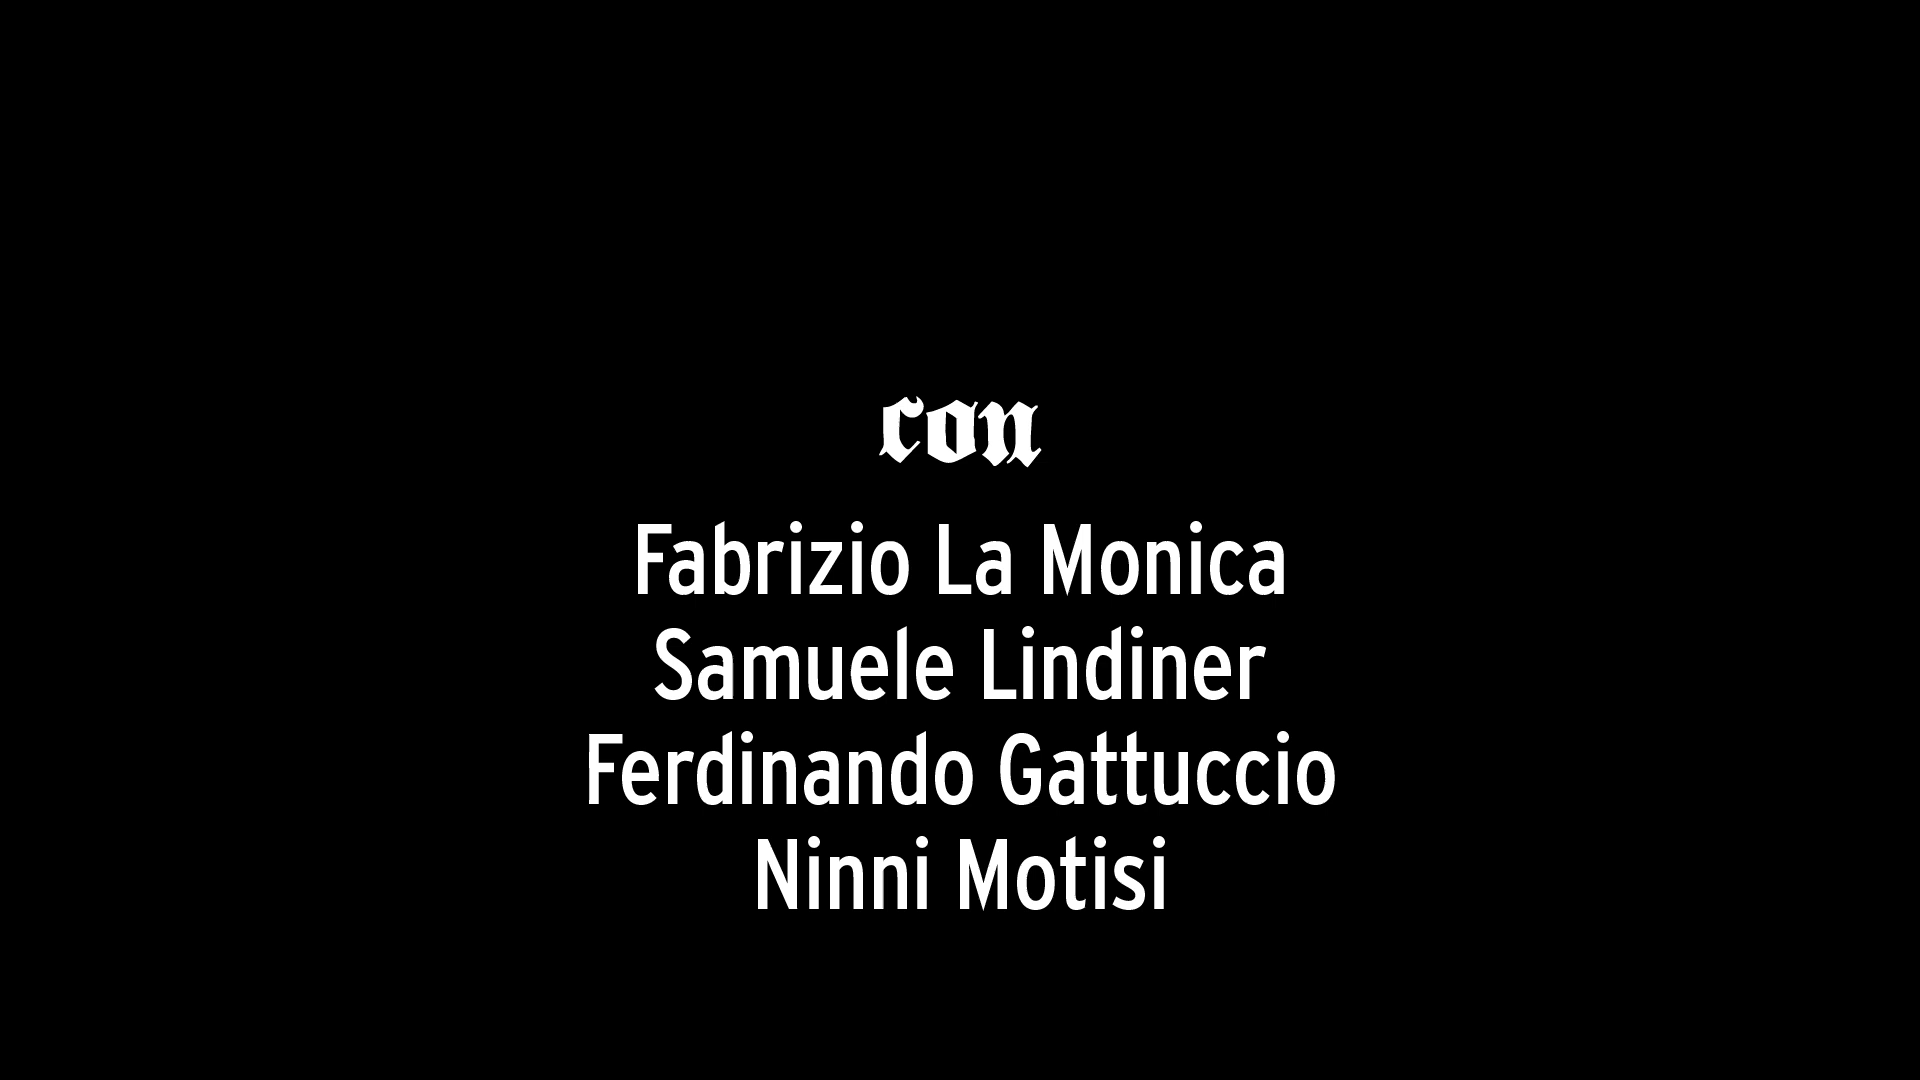 con
Fabrizio La Monica
Samuele Lindiner
Ferdinando Gattuccio
Ninni Motisi